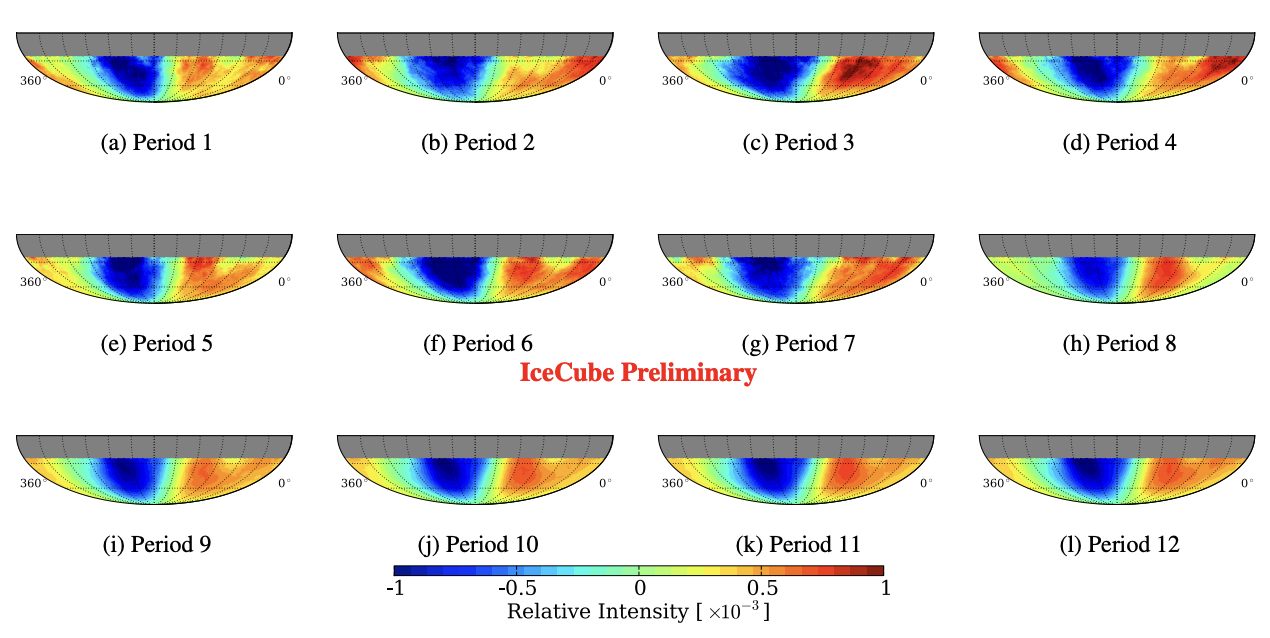 360° 0° 360° 0° 360° 0° 360° 0°
(a) Period 1 (b) Period 2 (c) Period 3 (d) Period 4
360° 0° 360° 0° 360° 0° 360° 0°
(e) Period 5 (f) Period 6 (g) Period 7 (h) Period 8
IceCube Preliminary
360° 0° 360° 0° 360° 0° 360° 0°
(i) Period 9 (j) Period 10 (k) Period 11 (l) Period 12
-1 -0.5 0 0.5 1
Relative Intensity [ ×10⁻³ ]